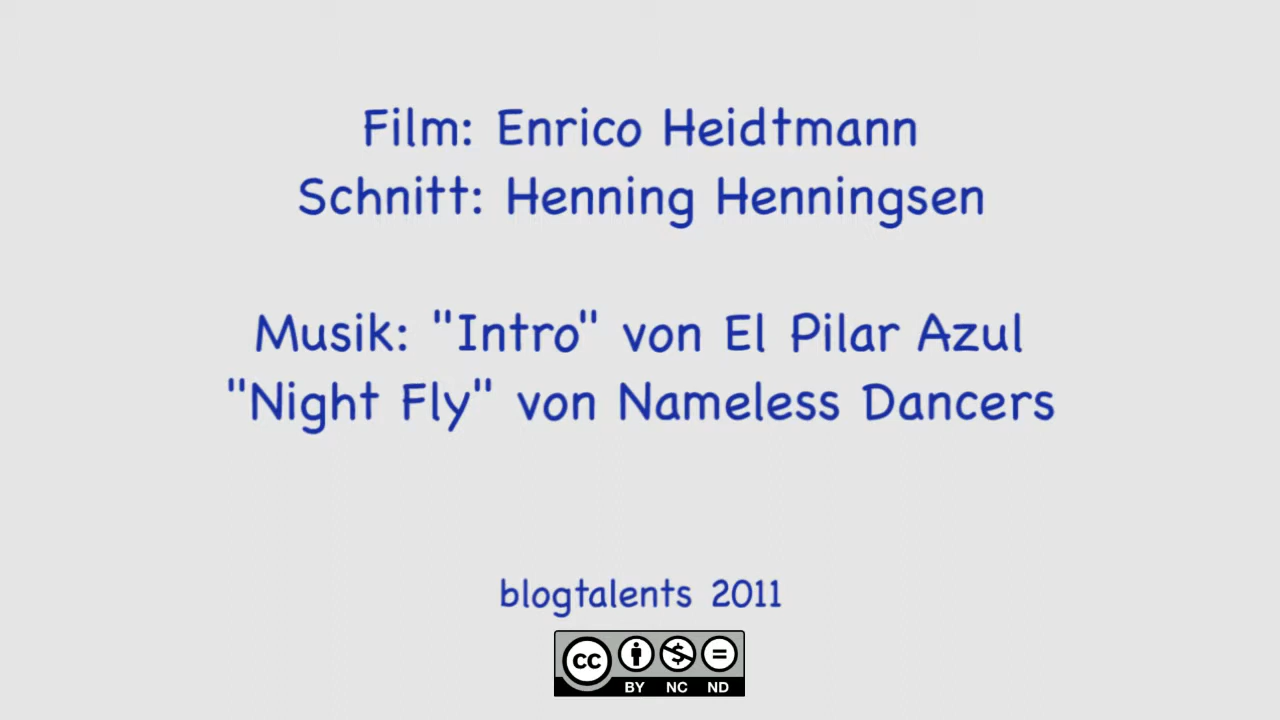 Film: Enrico Heidtmann
Schnitt: Henning Henningsen
Musik: "Intro" von El Pilar Azul
"Night Fly" von Nameless Dancers
blogtalents 2011
cc BY NC ND